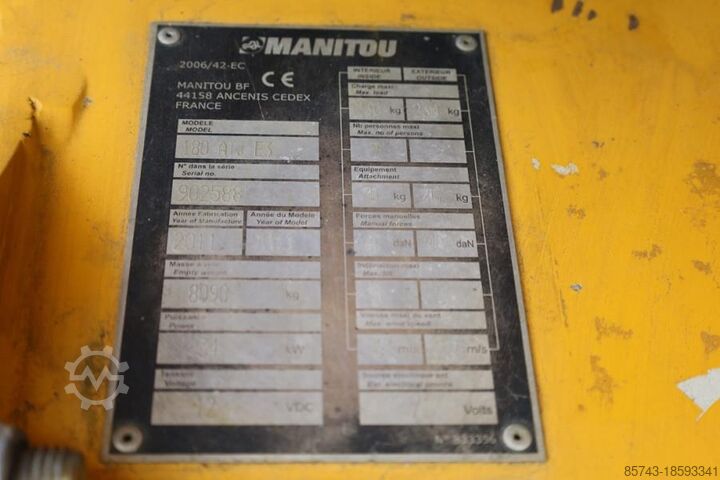 MANITOU
2006/42-EC
CE
MANITOU BF
44158 ANCENIS CEDEX
FRANCE
MODELE
MODEL
180 ATJ E3
N° dans la série
Serial no.
902588
Année Fabrication
Year of Manufacture
2011
Année du Modele
Year of Model
Masse à vide
Empty weight
8090 kg
Puissance
Power
kW
Tension
Voltage
12 VDC
INTERIEUR
INSIDE
EXTERIEUR
OUTSIDE
Charge maxi
Max. load
kg
kg
Nb personnes maxi
Max. no of persons
Equipement
Attachment
kg
kg
Forces manuelles
Manual forces
daN
daN
Inclinaison maxi
Max. tilt
Vitesse maxi du vent
Max. wind speed
m/s
m/s
Source électrique ext.
Ext. electrical source
Volts
N° 833356
85743-18593341